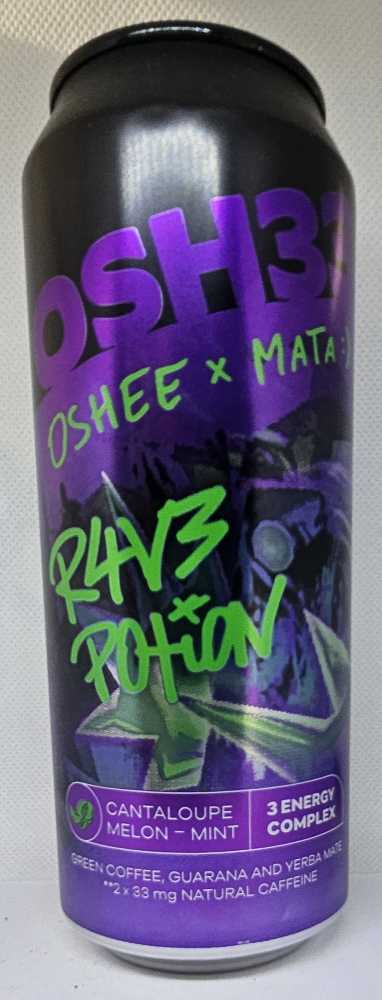 OSH33
OSHEE x MATA :)
R4V3
POtiON
CANTALOUPE
MELON – MINT
3 ENERGY
COMPLEX
GREEN COFFEE, GUARANA AND YERBA MATE
**2 x 33 mg NATURAL CAFFEINE